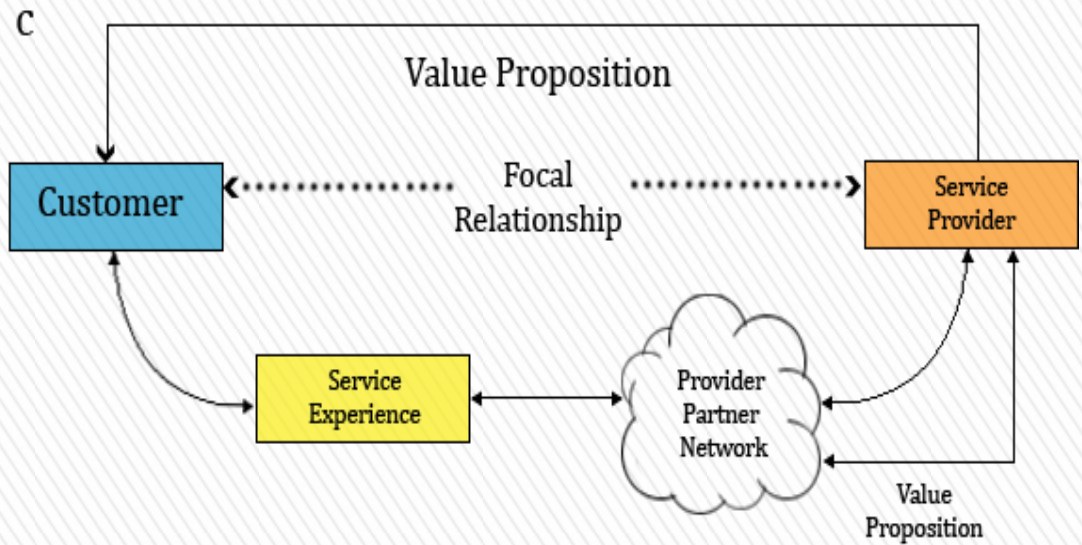 C
Value Proposition
Customer
Focal
Relationship
Service
Provider
Service
Experience
Provider
Partner
Network
Value
Proposition